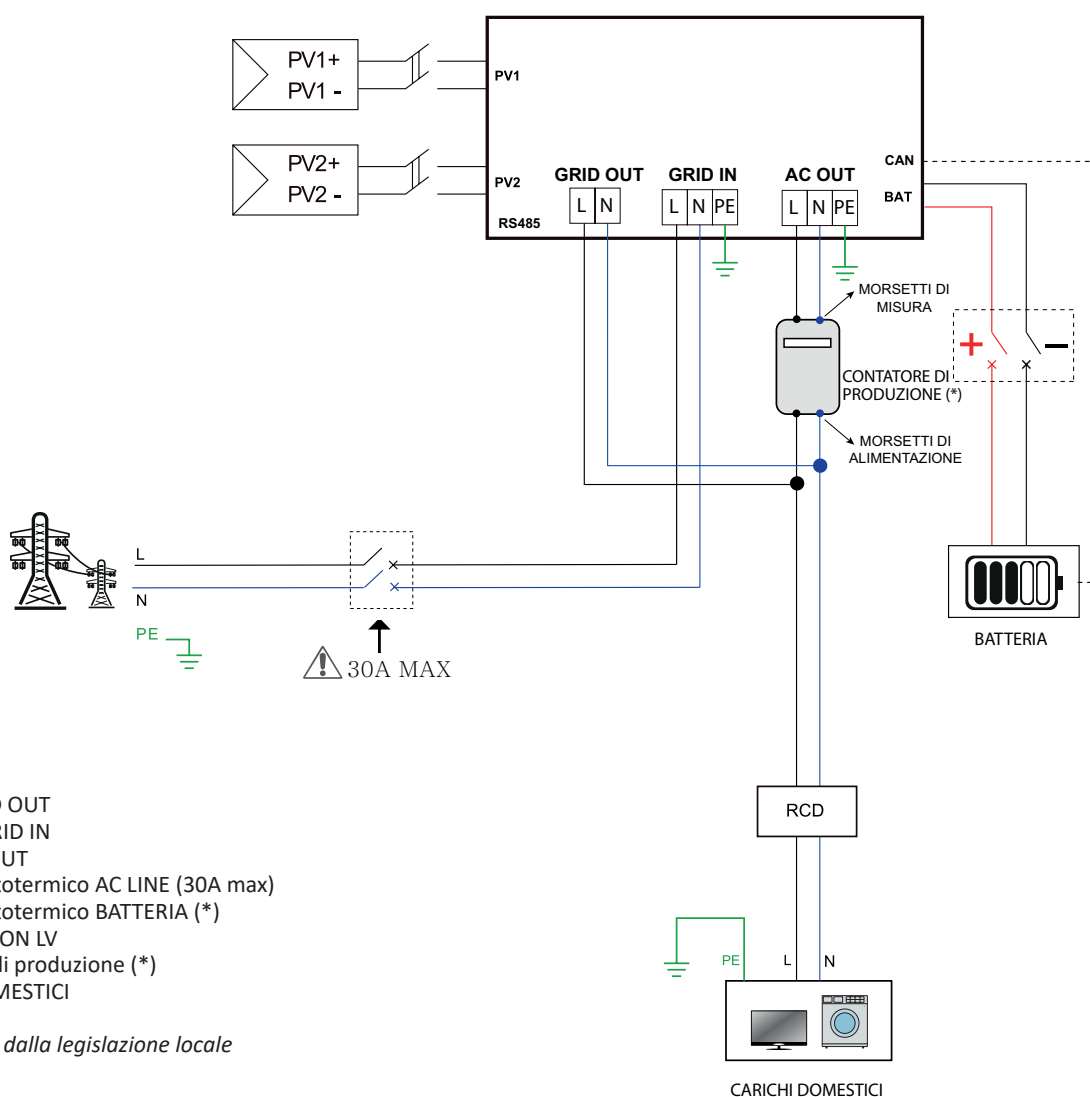 PV1+
PV1 -
PV1
PV2+
PV2 -
PV2
RS485
GRID OUT
L N
GRID IN
L N PE
AC OUT
L N PE
CAN
BAT
MORSETTI DI
MISURA
CONTATORE DI
PRODUZIONE (*)
MORSETTI DI
ALIMENTAZIONE
+ −
L
N
PE
30A MAX
BATTERIA
OUT
IN
totermico AC LINE (30A max)
totermico BATTERIA (*)
ON LV
di produzione (*)
MESTICI
dalla legislazione locale
RCD
PE
L
N
CARICHI DOMESTICI